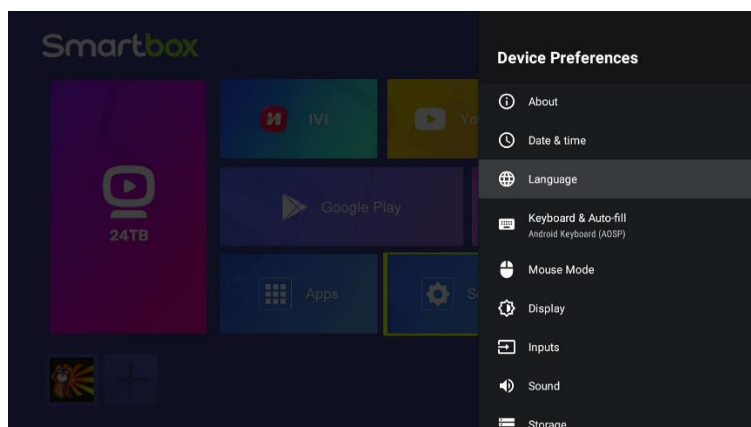 Smartbox
Device Preferences
About
IVI
Yo
Date & time
Language
Keyboard & Auto-fill
Android Keyboard (AOSP)
Google Play
24TB
Mouse Mode
Apps
S
Display
Inputs
Sound
Storage